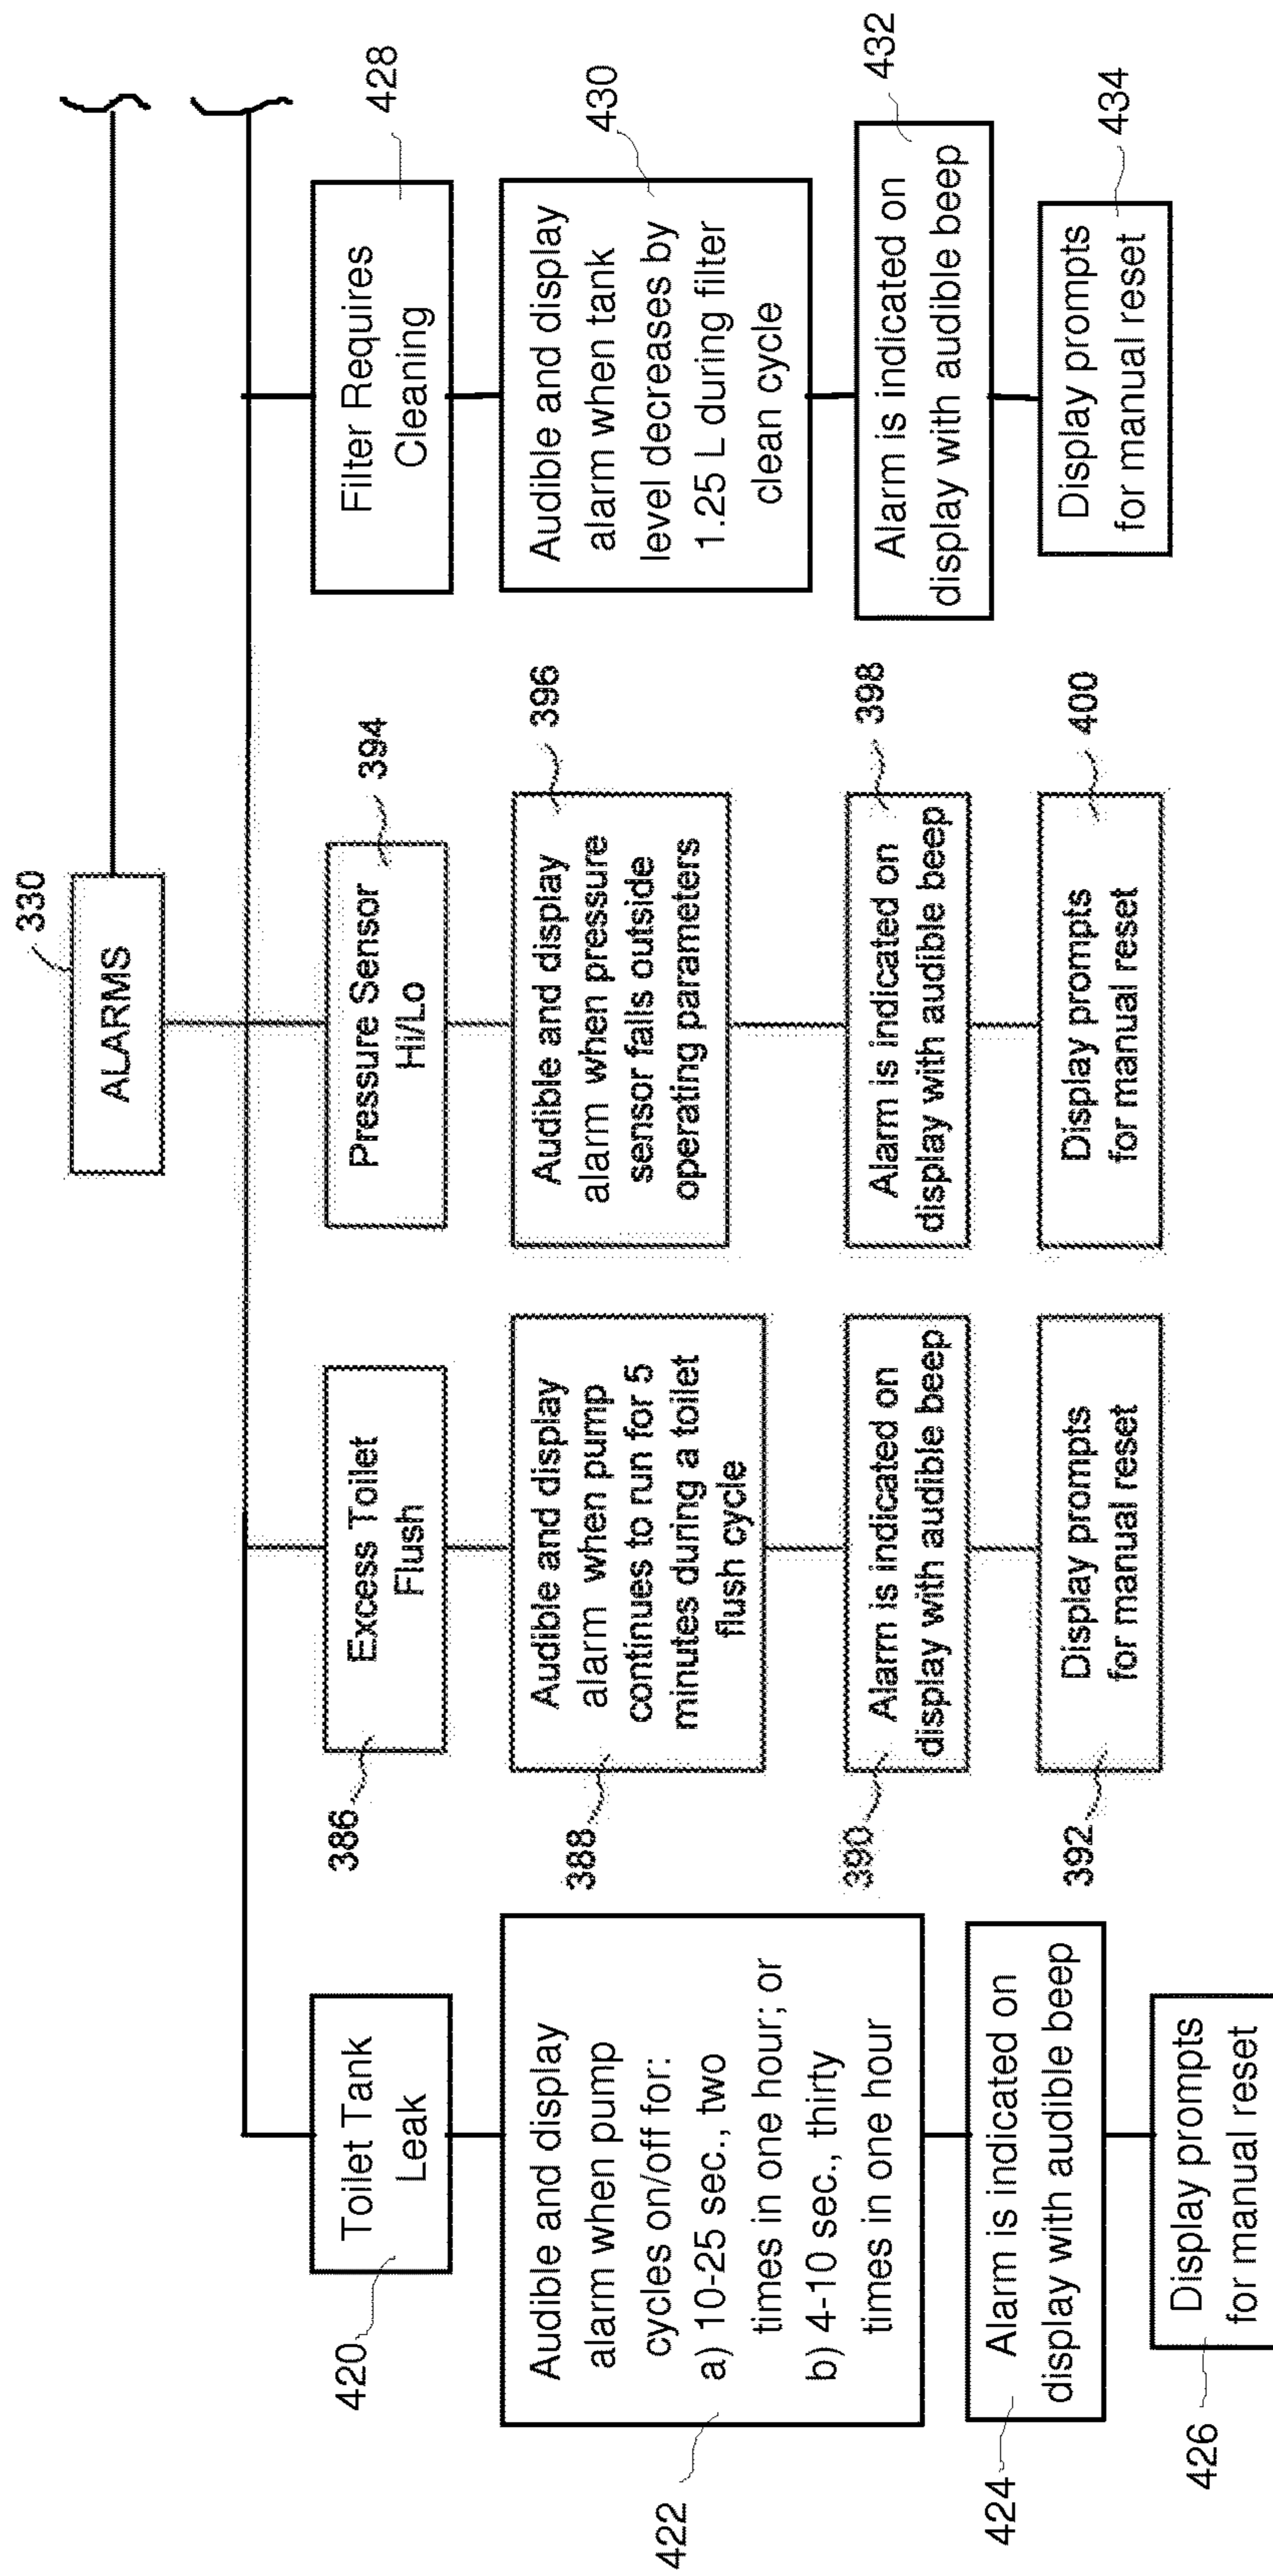 330
ALARMS
420
Toilet Tank
Leak
422
Audible and display
alarm when pump
cycles on/off for:
a) 10-25 sec., two
times in one hour; or
b) 4-10 sec., thirty
times in one hour
424
Alarm is indicated on
display with audible beep
426
Display prompts
for manual reset
386
Excess Toilet
Flush
388
Audible and display
alarm when pump
continues to run for 5
minutes during a toilet
flush cycle
390
Alarm is indicated on
display with audible beep
392
Display prompts
for manual reset
394
Pressure Sensor
Hi/Lo
396
Audible and display
alarm when pressure
sensor falls outside
operating parameters
398
Alarm is indicated on
display with audible beep
400
Display prompts
for manual reset
428
Filter Requires
Cleaning
430
Audible and display
alarm when tank
level decreases by
1.25 L during filter
clean cycle
432
Alarm is indicated on
display with audible beep
434
Display prompts
for manual reset